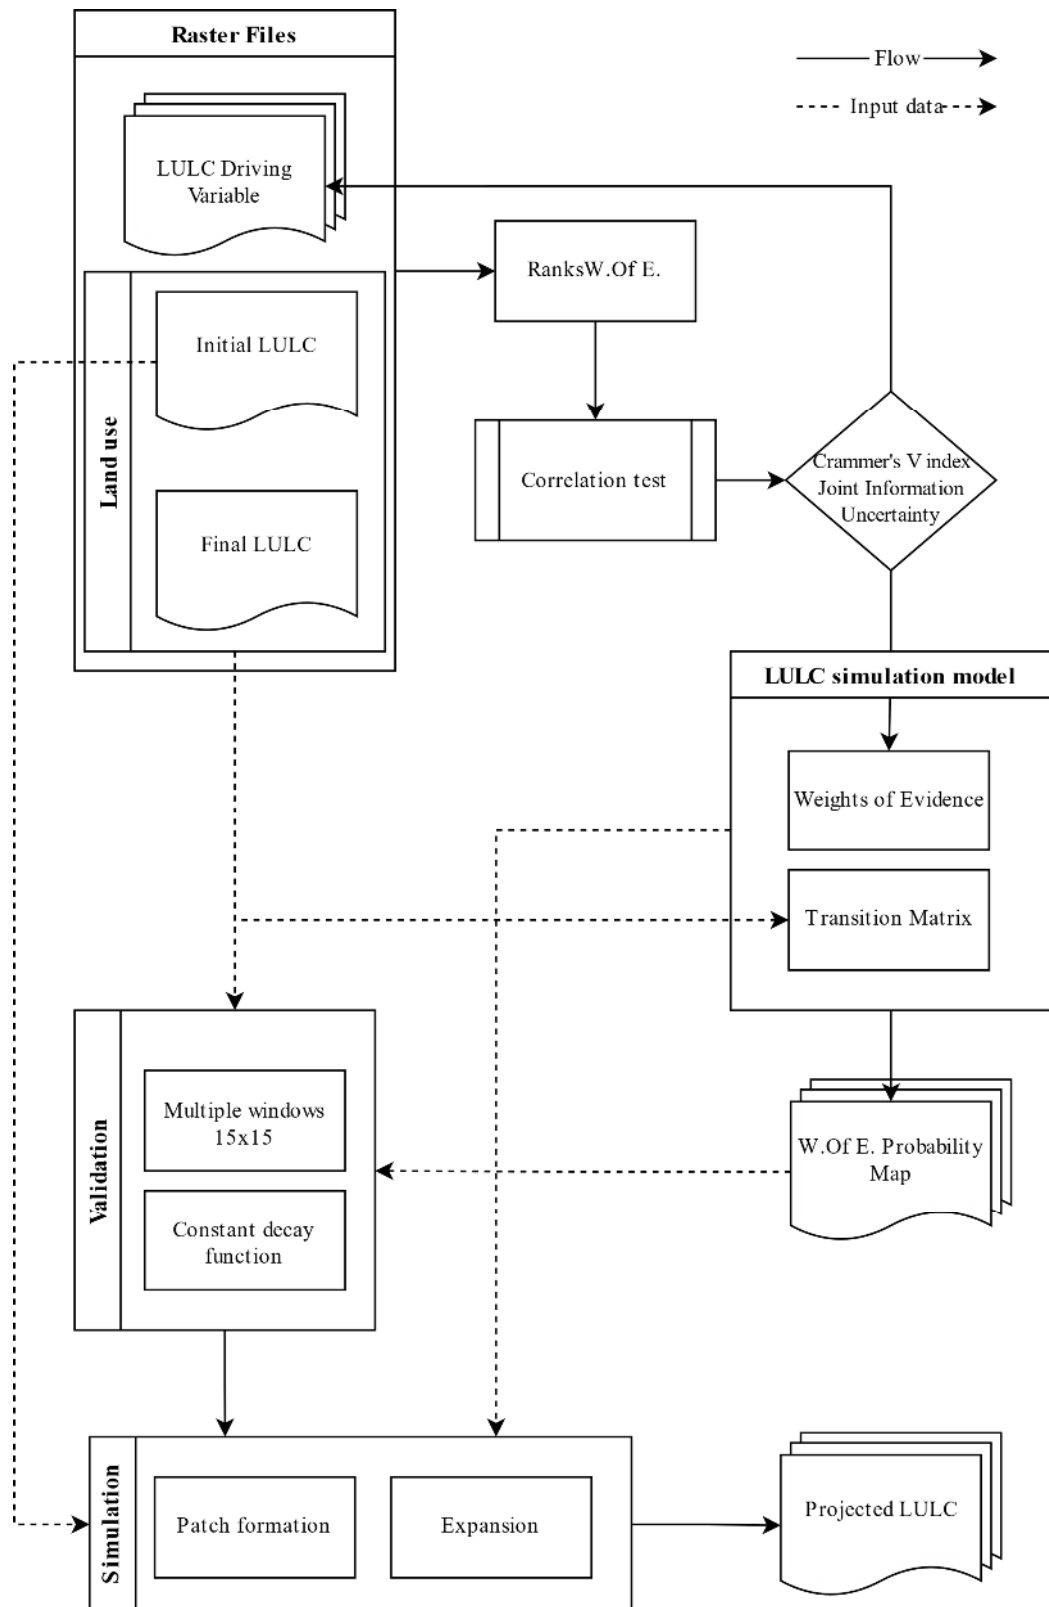 Raster Files
Flow
Input data
LULC Driving
Variable
RanksW.Of E.
Initial LULC
Land use
Final LULC
Correlation test
Crammer's V index
Joint Information
Uncertainty
LULC simulation model
Weights of Evidence
Transition Matrix
Validation
Multiple windows
15x15
Constant decay
function
W.Of E. Probability
Map
Simulation
Patch formation
Expansion
Projected LULC